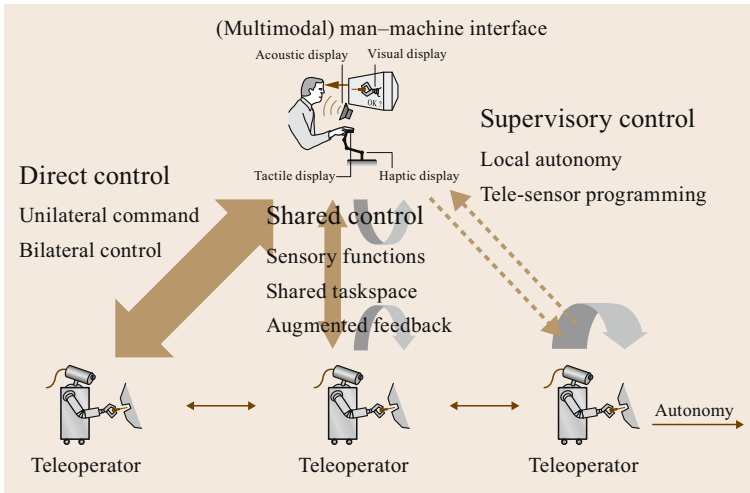 (Multimodal) man–machine interface
Acoustic display
Visual display
OK ?
Tactile display
Haptic display
Supervisory control
Local autonomy
Tele-sensor programming
Direct control
Unilateral command
Bilateral control
Shared control
Sensory functions
Shared taskspace
Augmented feedback
Autonomy
Teleoperator
Teleoperator
Teleoperator